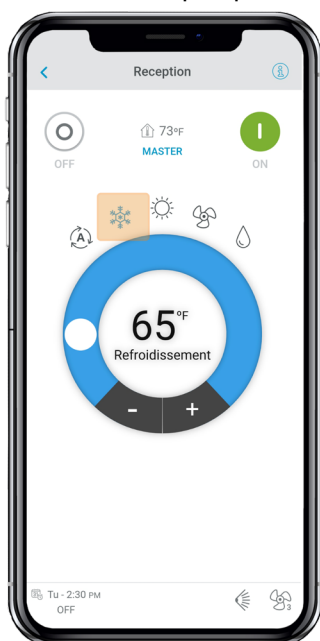 Reception
73°F
MASTER
OFF
ON
A
65°F
Refroidissement
- +
Tu - 2:30 PM
OFF
3